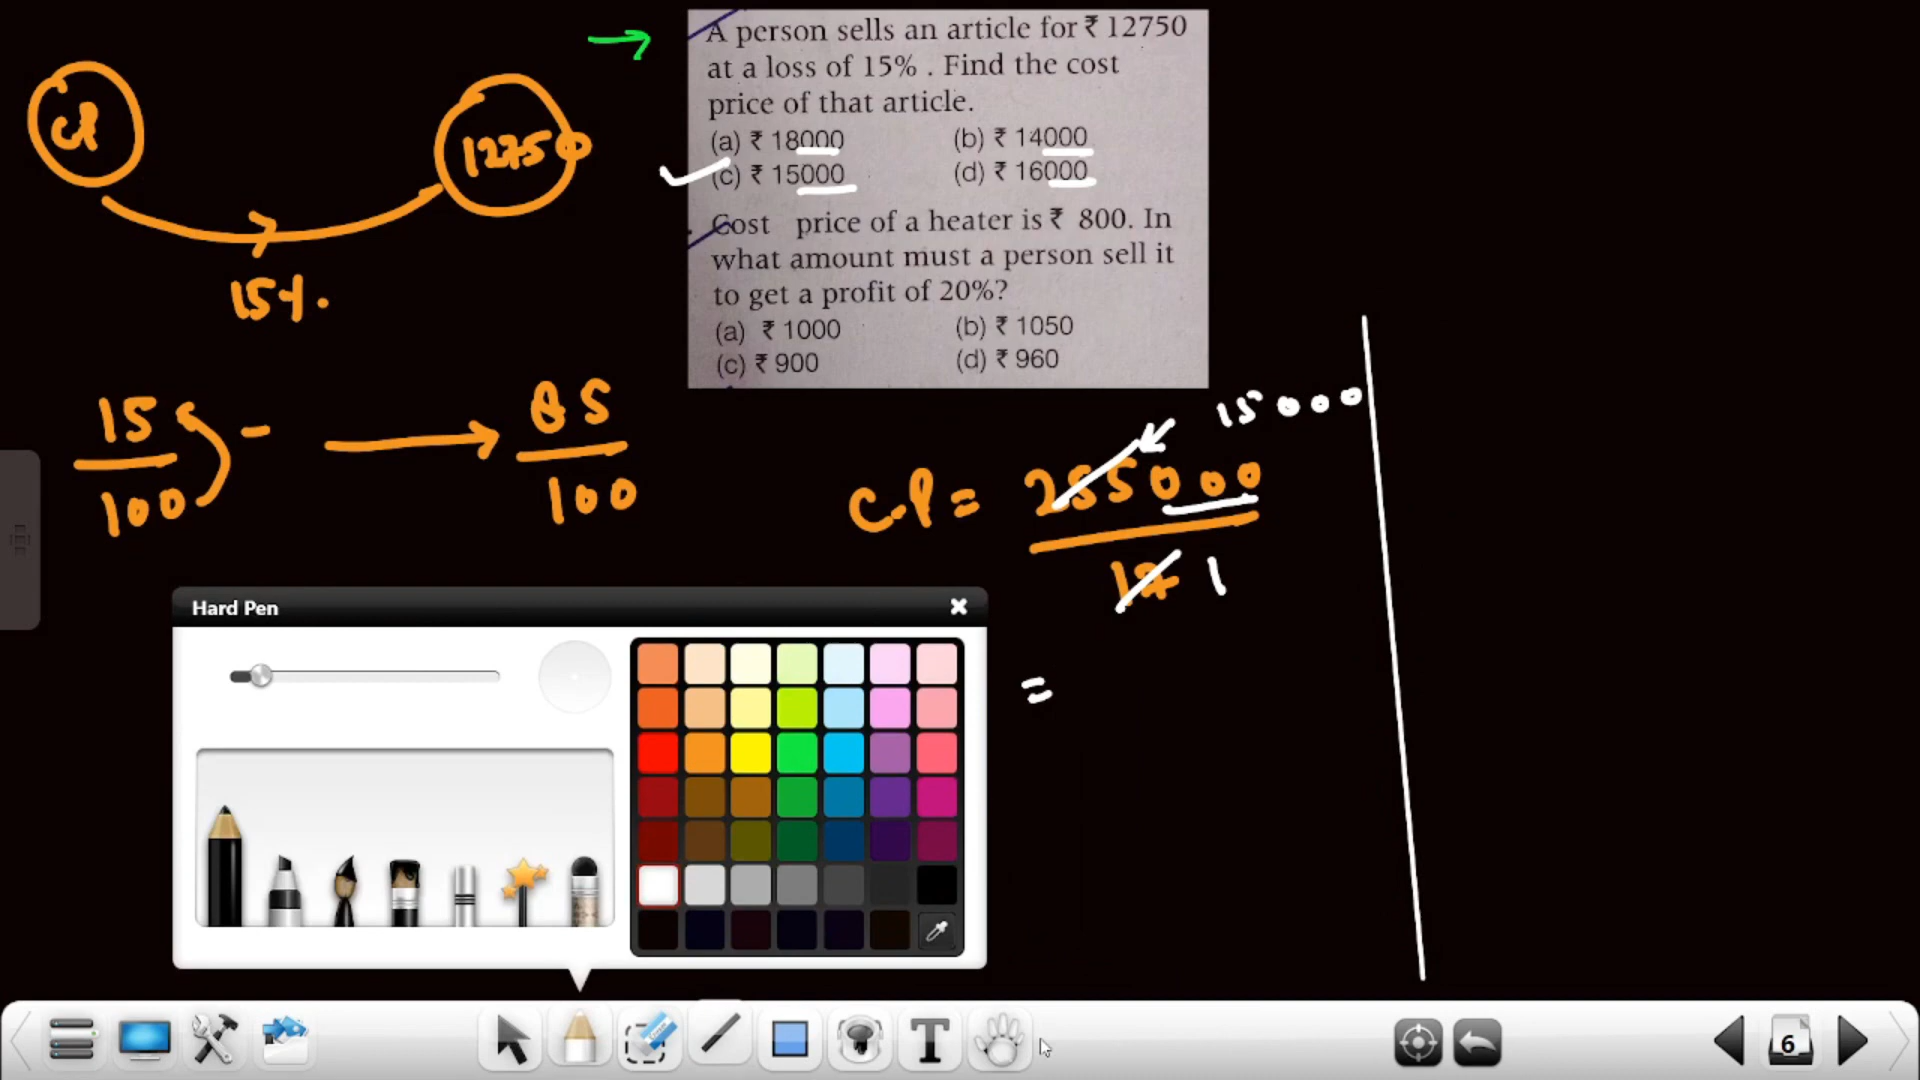 A person sells an article for ₹ 12750
at a loss of 15% . Find the cost
price of that article.
(a) ₹ 18000 (b) ₹ 14000
(c) ₹ 15000 (d) ₹ 16000
Cost price of a heater is ₹ 800. In
what amount must a person sell it
to get a profit of 20%?
(a) ₹ 1000 (b) ₹ 1050
(c) ₹ 900 (d) ₹ 960
CP
12750
15%.
15
100
-
85
100
15000
C.P =
255000
17 1
=
Hard Pen
T
6